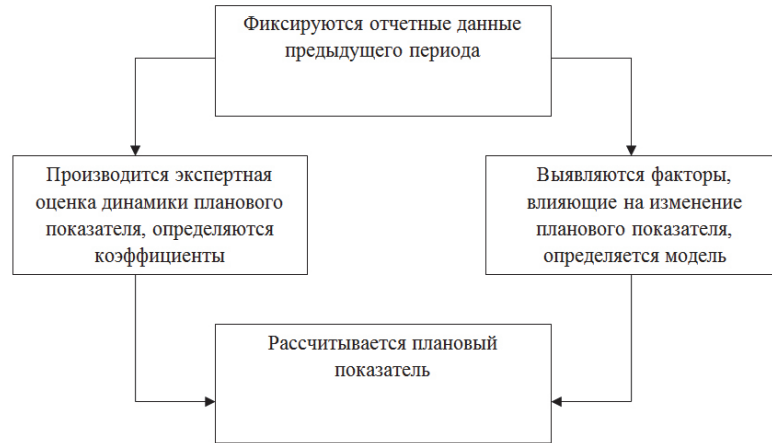 Фиксируются отчетные данные
предыдущего периода
Производится экспертная
оценка динамики планового
показателя, определяются
коэффициенты
Выявляются факторы,
влияющие на изменение
планового показателя,
определяется модель
Рассчитывается плановый
показатель